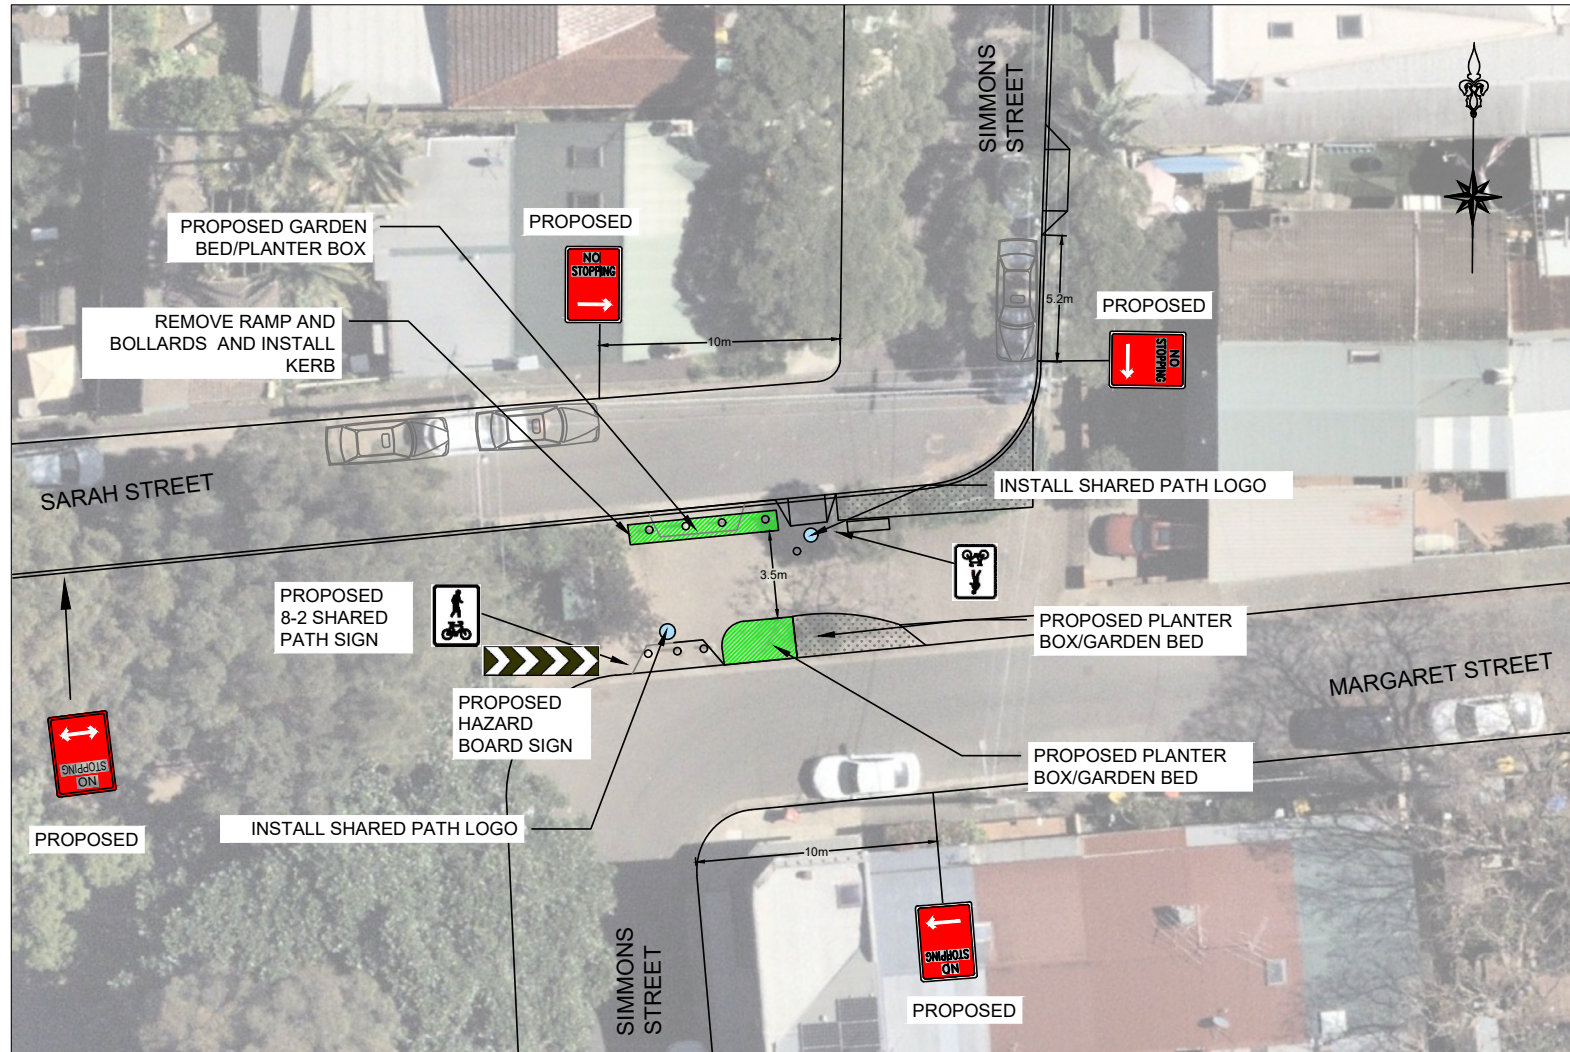 SIMMONS
STREET
PROPOSED GARDEN
BED/PLANTER BOX
PROPOSED
NO
STOPPING
REMOVE RAMP AND
BOLLARDS AND INSTALL
KERB
10m
5.2m
PROPOSED
NO
STOPPING
SARAH STREET
INSTALL SHARED PATH LOGO
3.5m
PROPOSED
8-2 SHARED
PATH SIGN
PROPOSED PLANTER
BOX/GARDEN BED
MARGARET STREET
PROPOSED
HAZARD
BOARD SIGN
NO
STOPPING
PROPOSED
PROPOSED PLANTER
BOX/GARDEN BED
INSTALL SHARED PATH LOGO
10m
SIMMONS
STREET
NO
STOPPING
PROPOSED